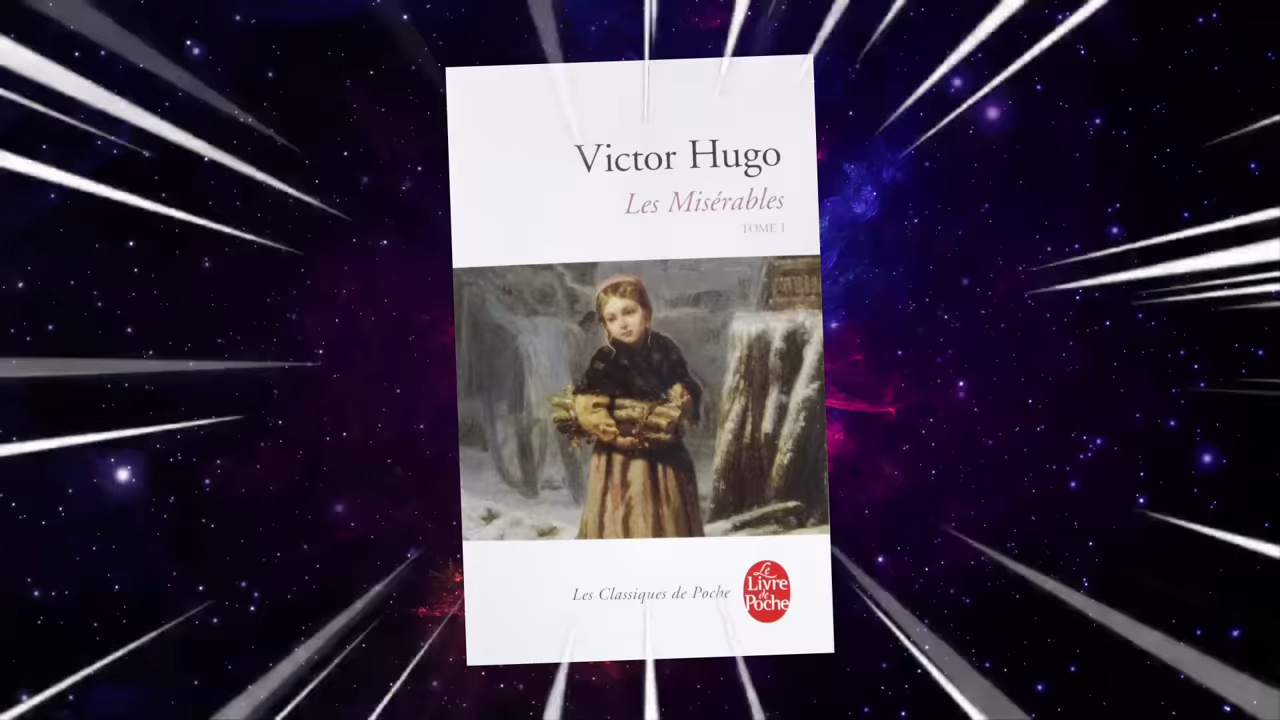 Victor Hugo
Les Misérables
TOME 1
Les Classiques de Poche
Le
Livre
de
Poche